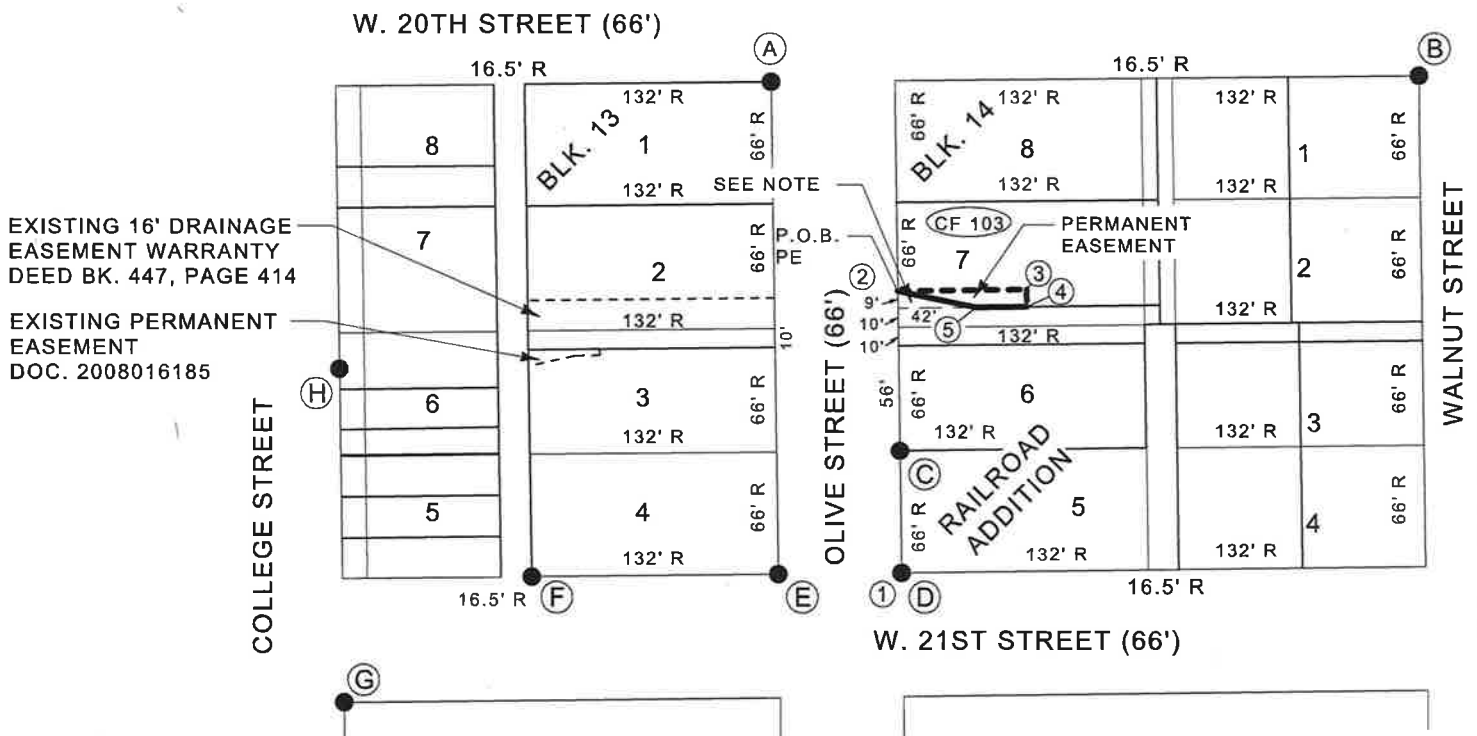 W. 20TH STREET (66')
A
B
16.5' R
16.5' R
132' R
132' R
132' R
66' R
66' R
66' R
BLK. 13
BLK. 14
8
1
8
1
132' R
132' R
132' R
SEE NOTE
EXISTING 16' DRAINAGE
EASEMENT WARRANTY
DEED BK. 447, PAGE 414
7
2
66' R
P.O.B.
PE
66' R
CF 103
7
PERMANENT
EASEMENT
2
66' R
WALNUT STREET
2
3
4
5
9'
42'
10'
10'
132' R
132' R
132' R
10'
EXISTING PERMANENT
EASEMENT
DOC. 2008016185
H
6
3
66' R
132' R
OLIVE STREET (66')
56'
66' R
6
132' R
132' R
3
66' R
COLLEGE STREET
C
RAILROAD
ADDITION
5
4
66' R
132' R
66' R
5
132' R
132' R
4
66' R
16.5' R
F
E
1
D
16.5' R
W. 21ST STREET (66')
G